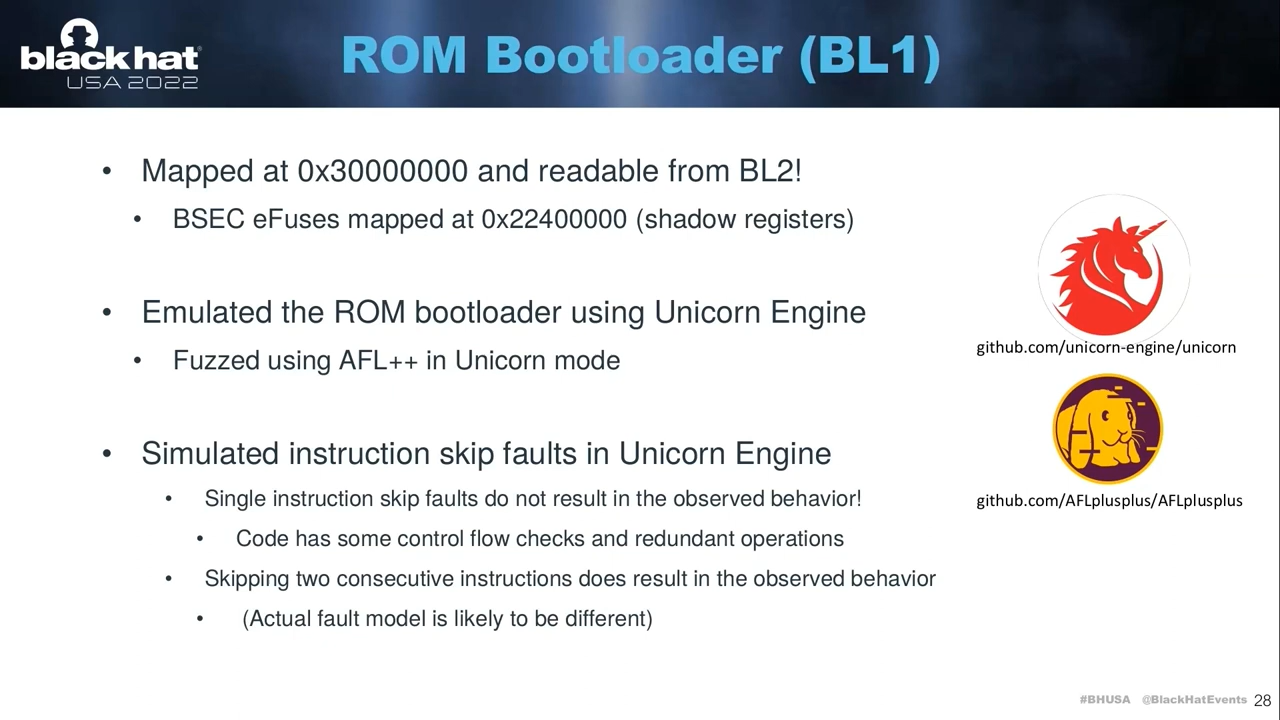 black hat
USA 2022
ROM Bootloader (BL1)
• Mapped at 0x30000000 and readable from BL2!
• BSEC eFuses mapped at 0x22400000 (shadow registers)
• Emulated the ROM bootloader using Unicorn Engine
• Fuzzed using AFL++ in Unicorn mode
• Simulated instruction skip faults in Unicorn Engine
• Single instruction skip faults do not result in the observed behavior!
• Code has some control flow checks and redundant operations
• Skipping two consecutive instructions does result in the observed behavior
• (Actual fault model is likely to be different)
github.com/unicorn-engine/unicorn
github.com/AFLplusplus/AFLplusplus
#BHUSA @BlackHatEvents 28